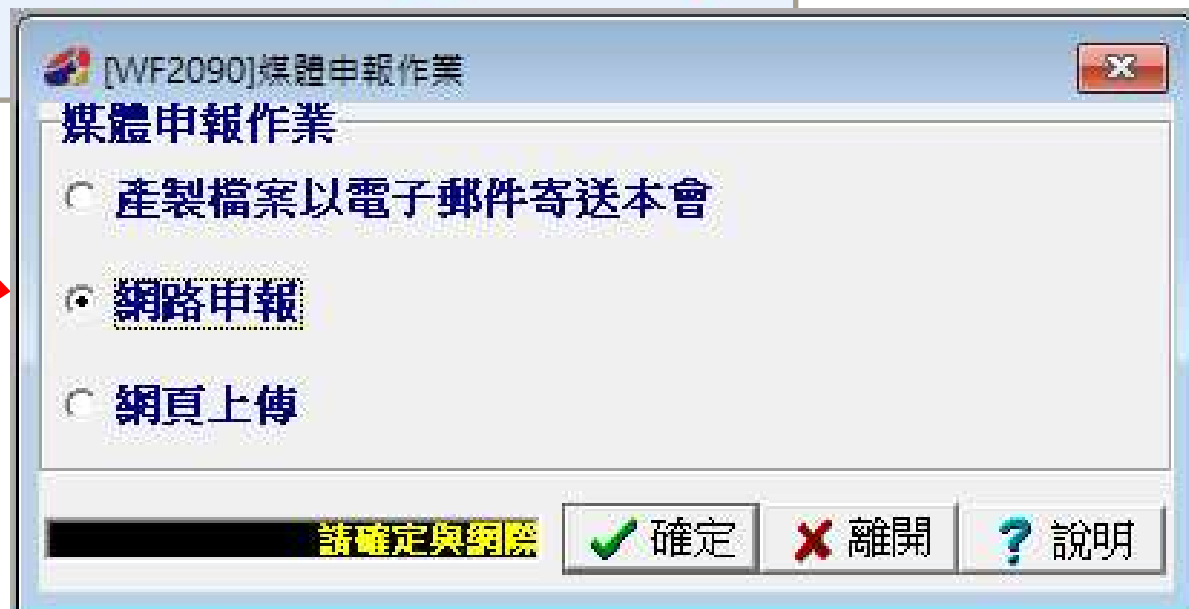 [WF2090]媒體申報作業
媒體申報作業
產製檔案以電子郵件寄送本會
網路申報
網頁上傳
請確定與網際 確定 離開 ? 說明